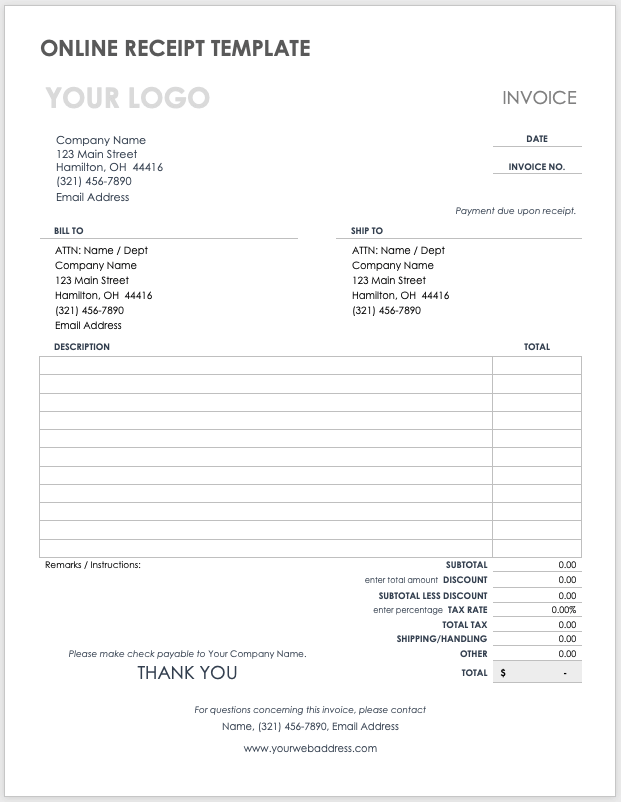 ONLINE RECEIPT TEMPLATE
YOUR LOGO
INVOICE
Company Name
123 Main Street
Hamilton, OH 44416
(321) 456-7890
Email Address
DATE
INVOICE NO.
Payment due upon receipt.
BILL TO
ATTN: Name / Dept
Company Name
123 Main Street
Hamilton, OH 44416
(321) 456-7890
Email Address
SHIP TO
ATTN: Name / Dept
Company Name
123 Main Street
Hamilton, OH 44416
(321) 456-7890
DESCRIPTION TOTAL
Remarks / Instructions:
SUBTOTAL 0.00
enter total amount DISCOUNT 0.00
SUBTOTAL LESS DISCOUNT 0.00
enter percentage TAX RATE 0.00%
TOTAL TAX 0.00
SHIPPING/HANDLING 0.00
Please make check payable to Your Company Name.
OTHER 0.00
THANK YOU
TOTAL $ -
For questions concerning this invoice, please contact
Name, (321) 456-7890, Email Address
www.yourwebaddress.com